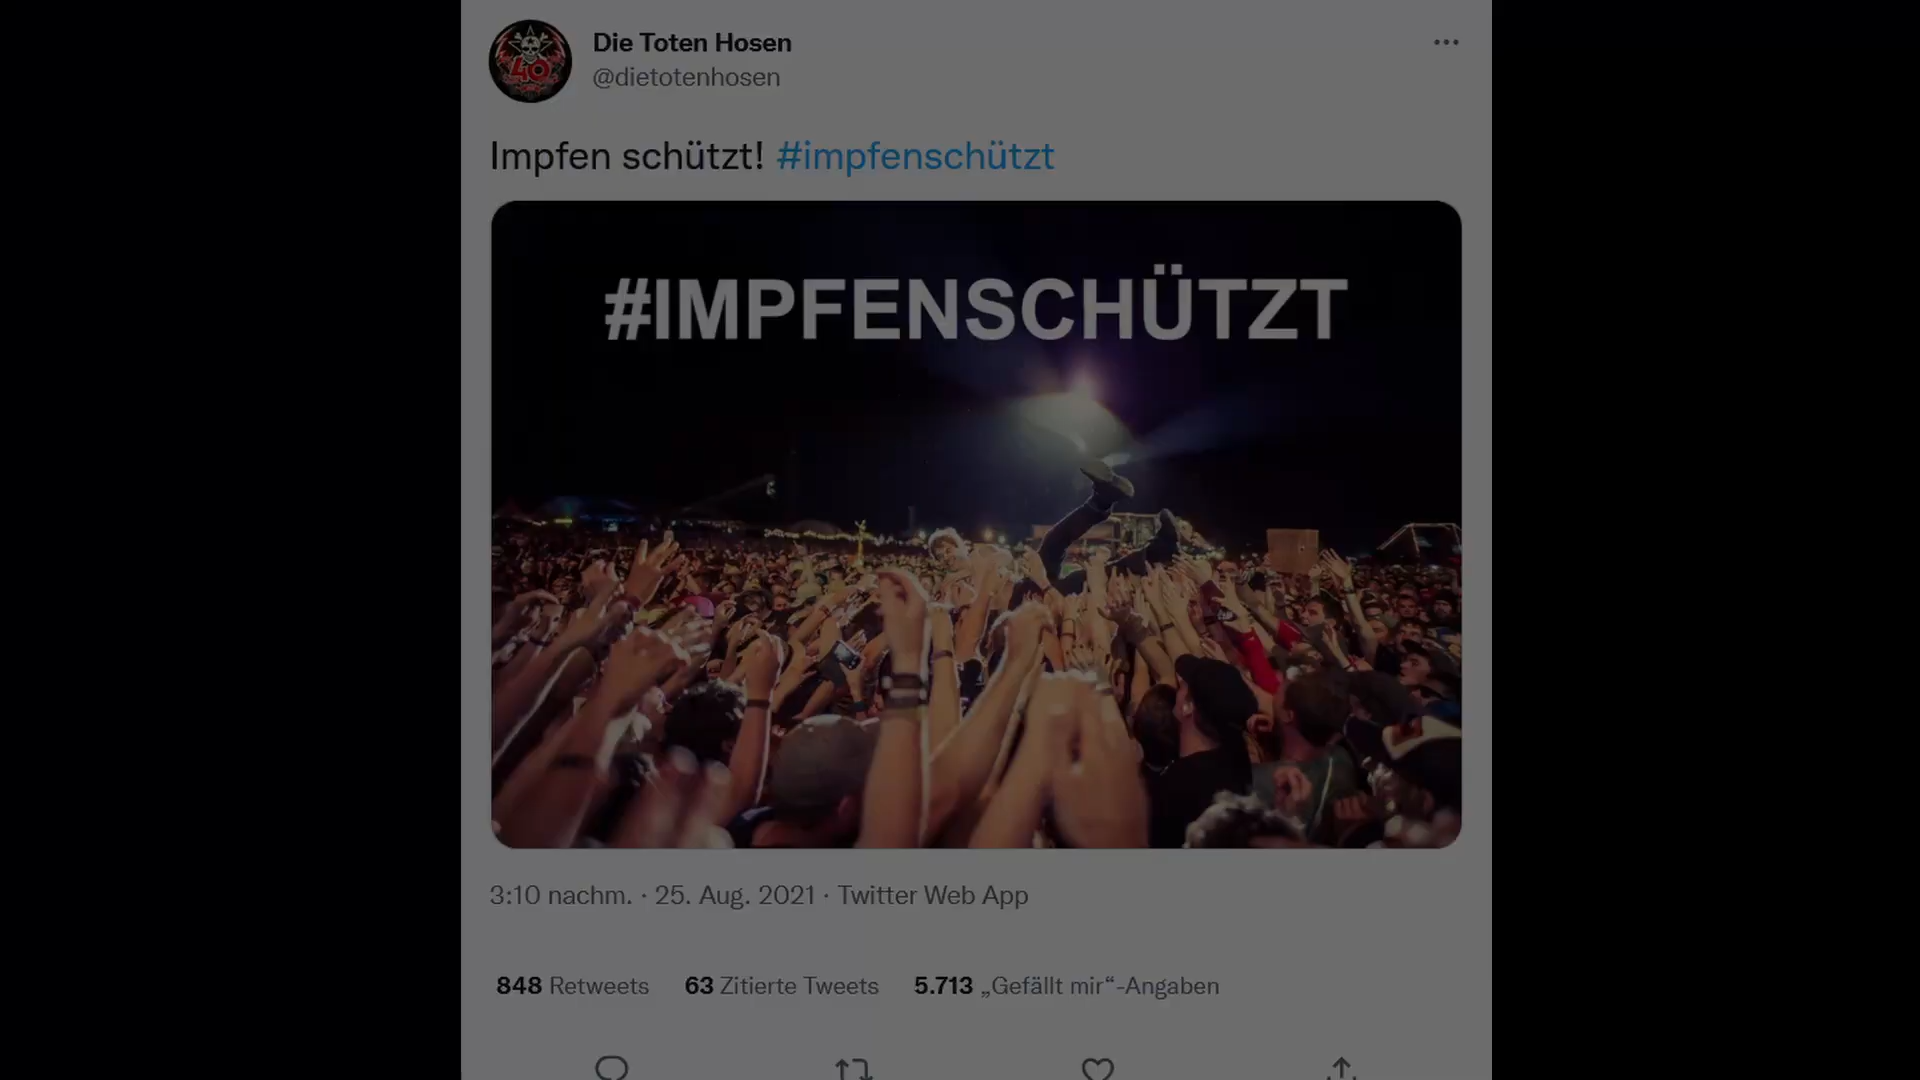 Die Toten Hosen
@dietotenhosen
Impfen schützt! #impfenschützt
#IMPFENSCHÜTZT
3:10 nachm. · 25. Aug. 2021 · Twitter Web App
848 Retweets 63 Zitierte Tweets 5.713 „Gefällt mir“-Angaben